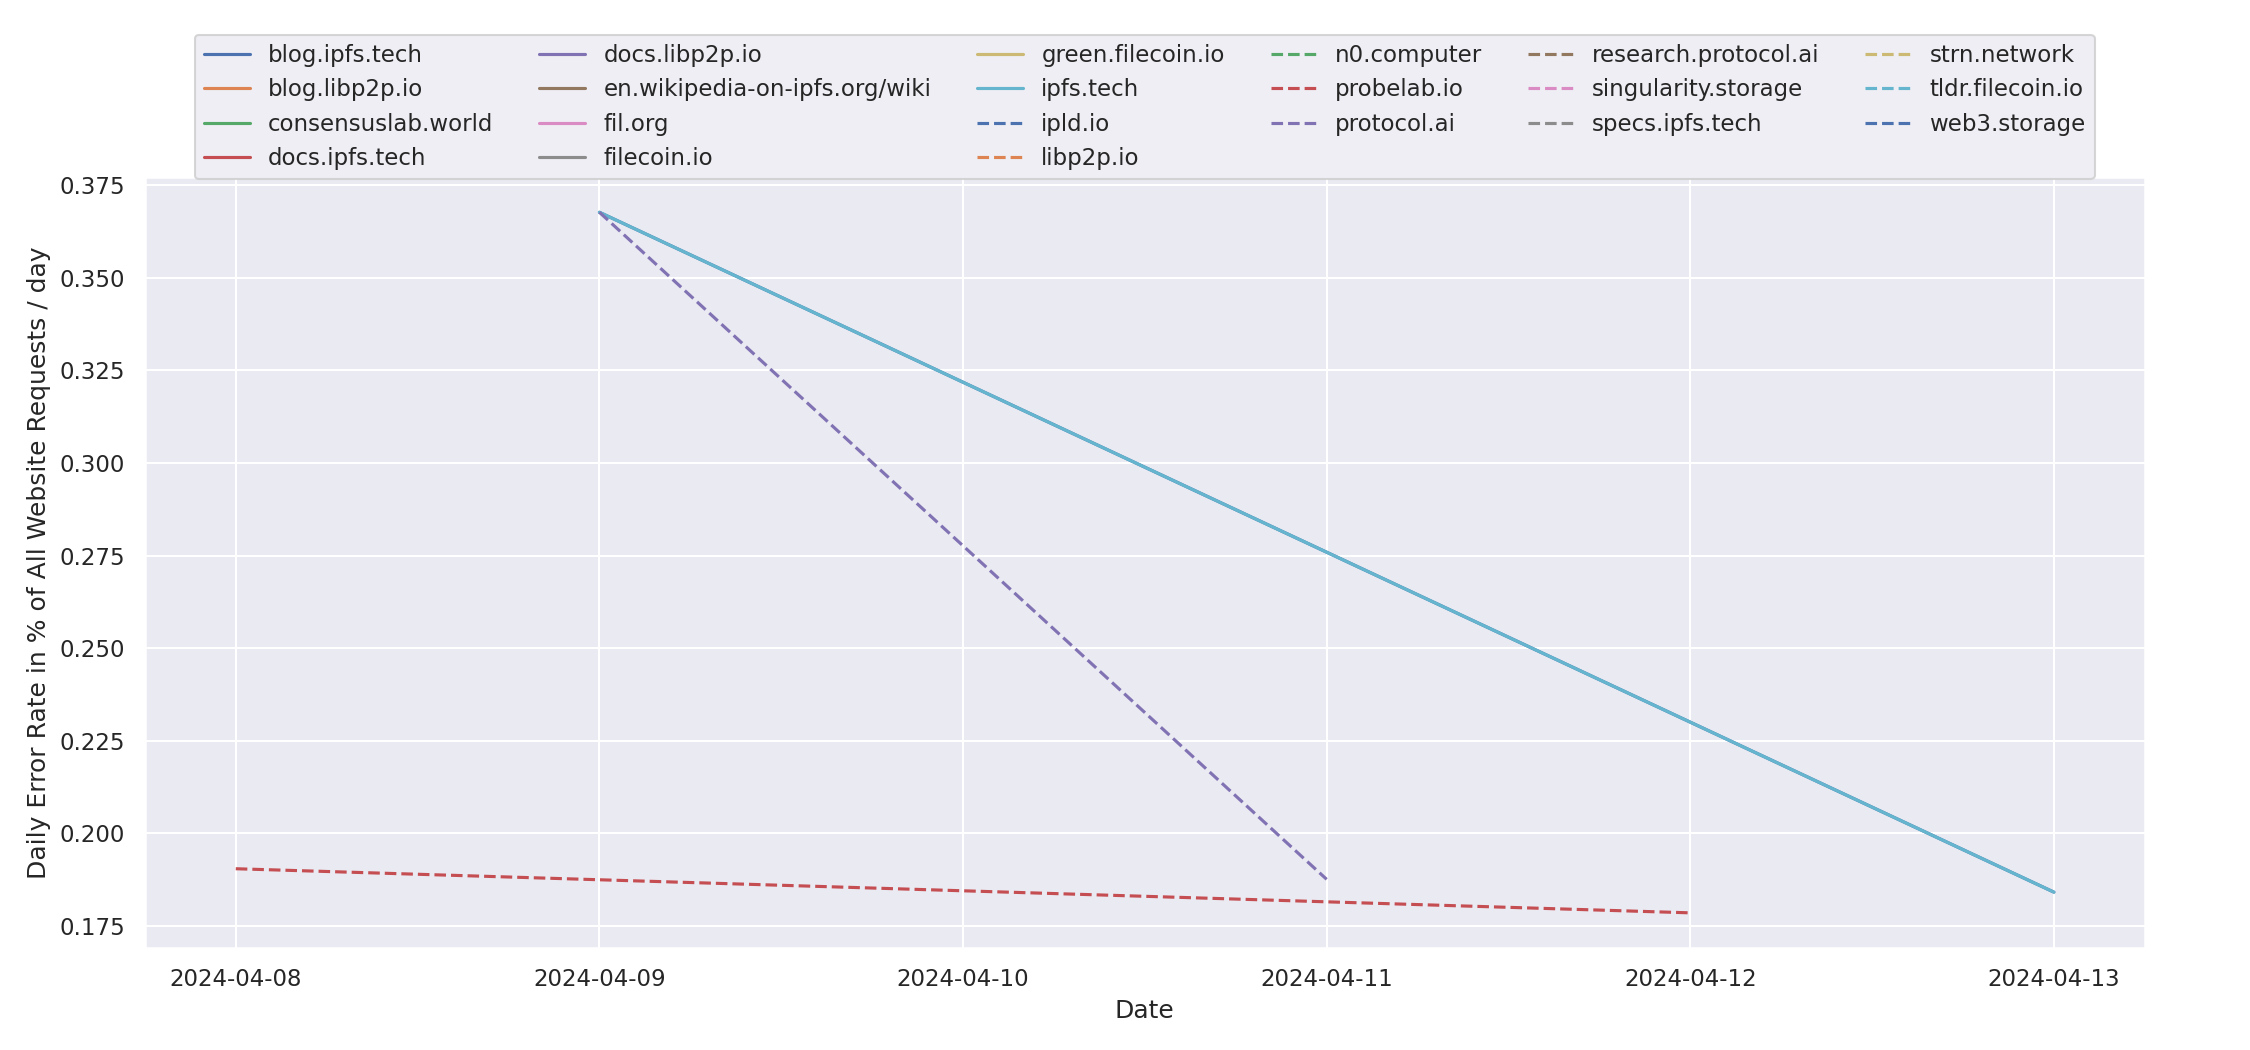 blog.ipfs.tech
blog.libp2p.io
consensuslab.world
docs.ipfs.tech
docs.libp2p.io
en.wikipedia-on-ipfs.org/wiki
fil.org
filecoin.io
green.filecoin.io
ipfs.tech
ipld.io
libp2p.io
n0.computer
probelab.io
protocol.ai
research.protocol.ai
singularity.storage
specs.ipfs.tech
strn.network
tldr.filecoin.io
web3.storage
Daily Error Rate in % of All Website Requests / day
0.375
0.350
0.325
0.300
0.275
0.250
0.225
0.200
0.175
2024-04-08
2024-04-09
2024-04-10
2024-04-11
2024-04-12
2024-04-13
Date